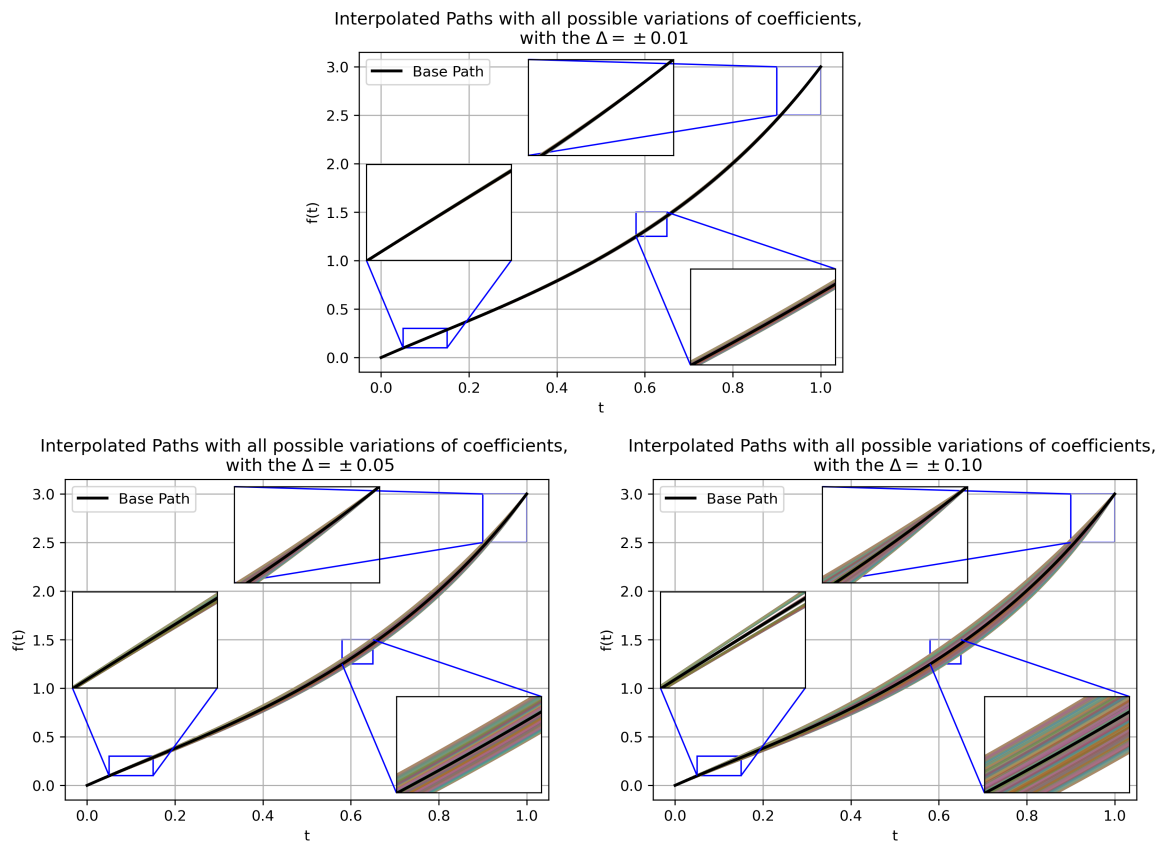 Interpolated Paths with all possible variations of coefficients,
with the Δ = ±0.01
Base Path
3.0
2.5
2.0
1.5
1.0
0.5
0.0
f(t)
0.0 0.2 0.4 0.6 0.8 1.0
t
Interpolated Paths with all possible variations of coefficients,
with the Δ = ±0.05
Base Path
3.0
2.5
2.0
1.5
1.0
0.5
0.0
f(t)
0.0 0.2 0.4 0.6 0.8 1.0
t
Interpolated Paths with all possible variations of coefficients,
with the Δ = ±0.10
Base Path
3.0
2.5
2.0
1.5
1.0
0.5
0.0
f(t)
0.0 0.2 0.4 0.6 0.8 1.0
t